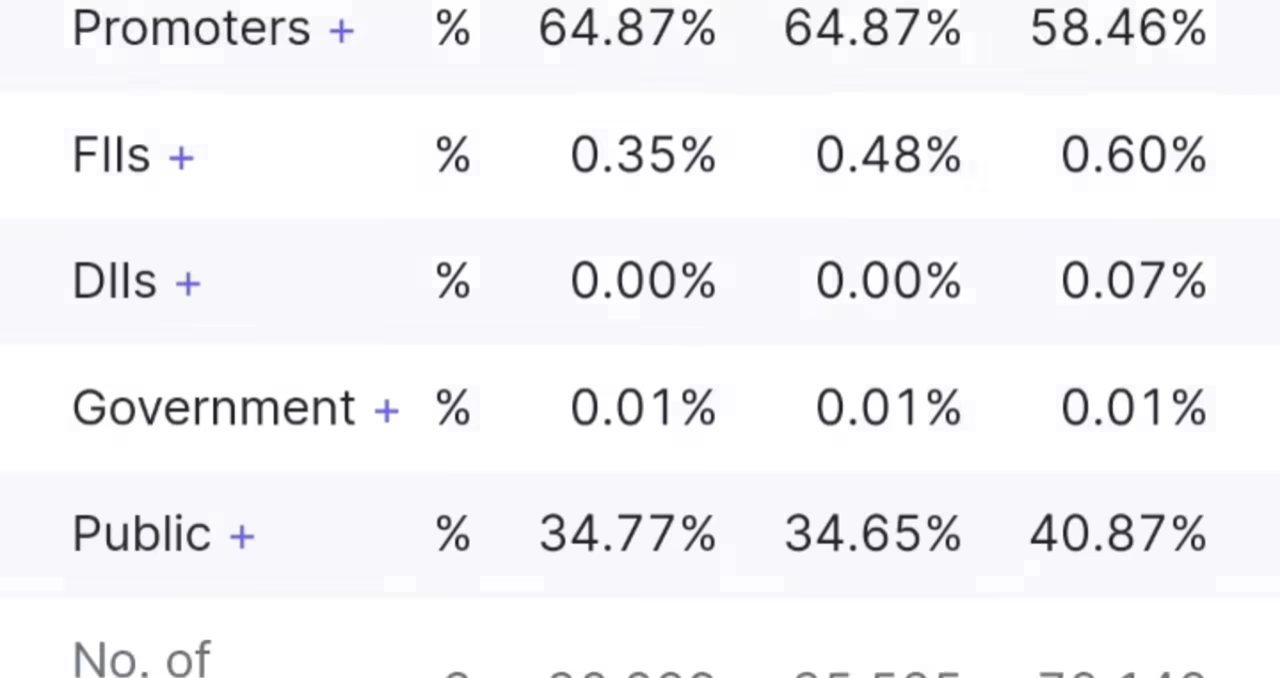 Promoters + % 64.87% 64.87% 58.46%
FIIs + % 0.35% 0.48% 0.60%
DIIs + % 0.00% 0.00% 0.07%
Government + % 0.01% 0.01% 0.01%
Public + % 34.77% 34.65% 40.87%
No. of